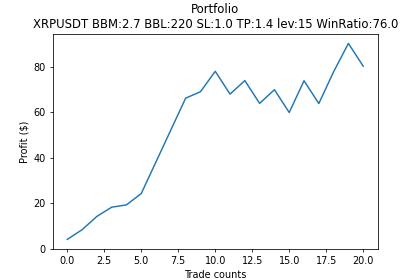 Portfolio
XRPUSDT BBM:2.7 BBL:220 SL:1.0 TP:1.4 lev:15 WinRatio:76.0
80
60
40
20
0
Profit ($)
0.0 2.5 5.0 7.5 10.0 12.5 15.0 17.5 20.0
Trade counts